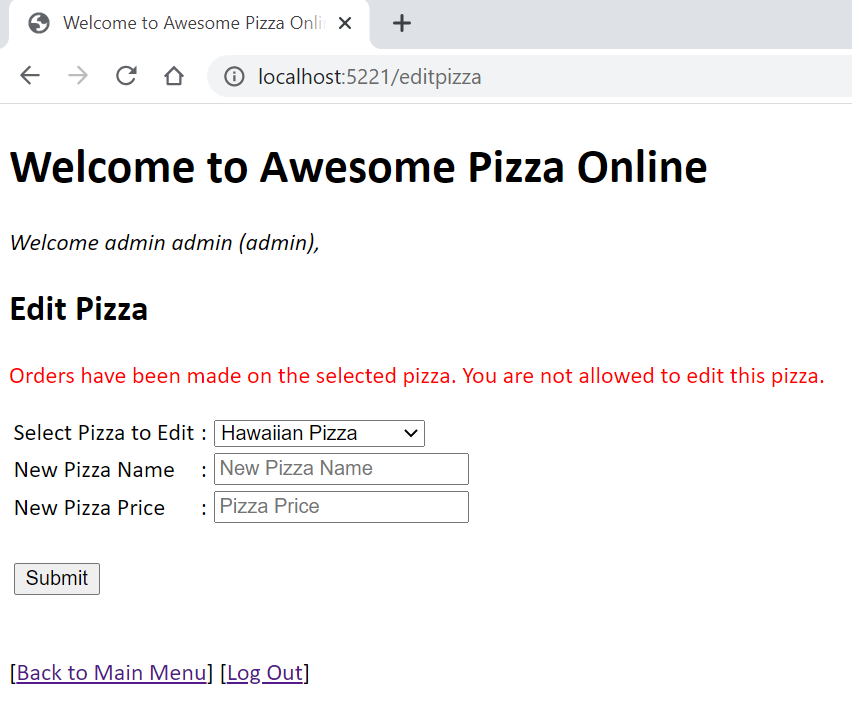 Welcome to Awesome Pizza Onli
localhost:5221/editpizza
Welcome to Awesome Pizza Online
Welcome admin admin (admin),
Edit Pizza
Orders have been made on the selected pizza. You are not allowed to edit this pizza.
Select Pizza to Edit : Hawaiian Pizza
New Pizza Name : New Pizza Name
New Pizza Price : Pizza Price
Submit
[Back to Main Menu] [Log Out]